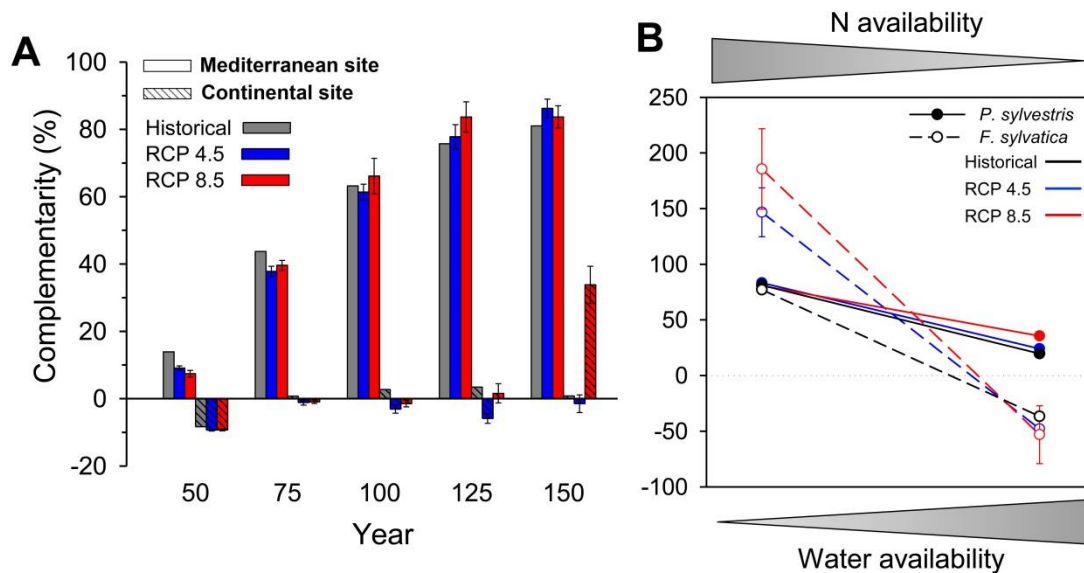 A
Complementarity (%)
100
80
60
40
20
0
-20
Mediterranean site
Continental site
Historical
RCP 4.5
RCP 8.5
50 75 100 125 150
Year
B
N availability
250
200
150
100
50
0
-50
-100
P. sylvestris
F. sylvatica
Historical
RCP 4.5
RCP 8.5
Water availability